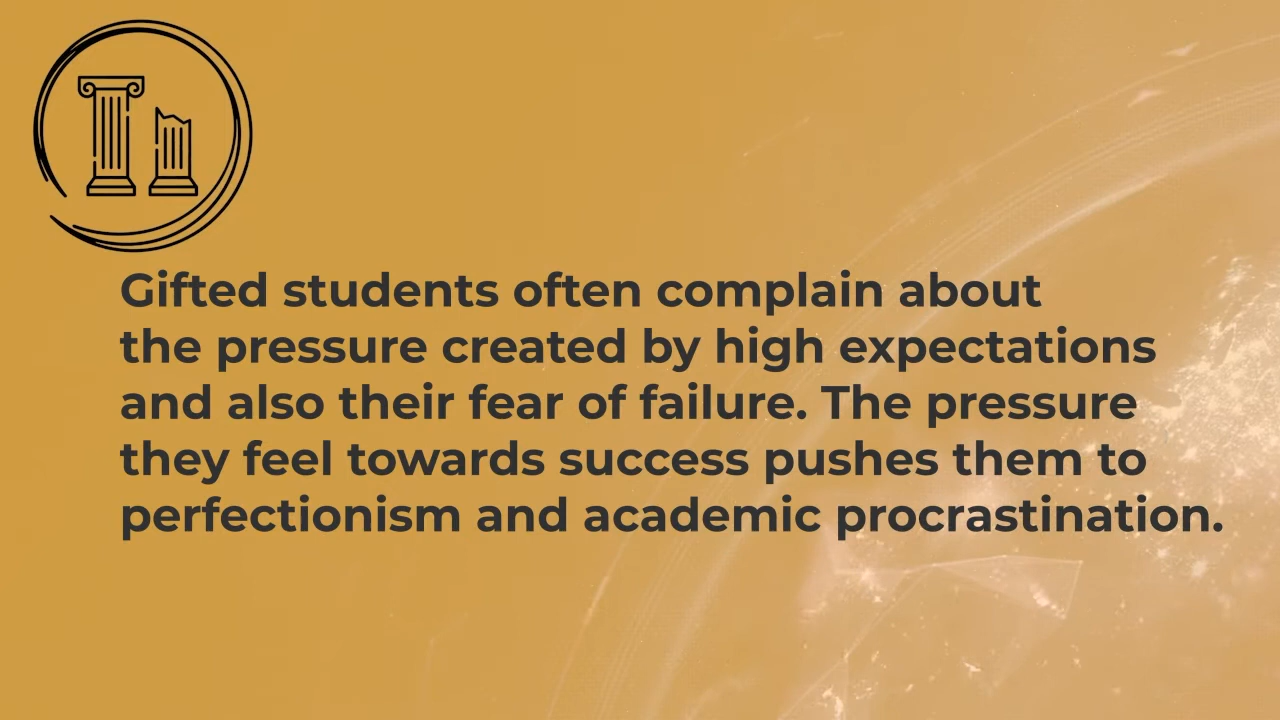 Gifted students often complain about
the pressure created by high expectations
and also their fear of failure. The pressure
they feel towards success pushes them to
perfectionism and academic procrastination.